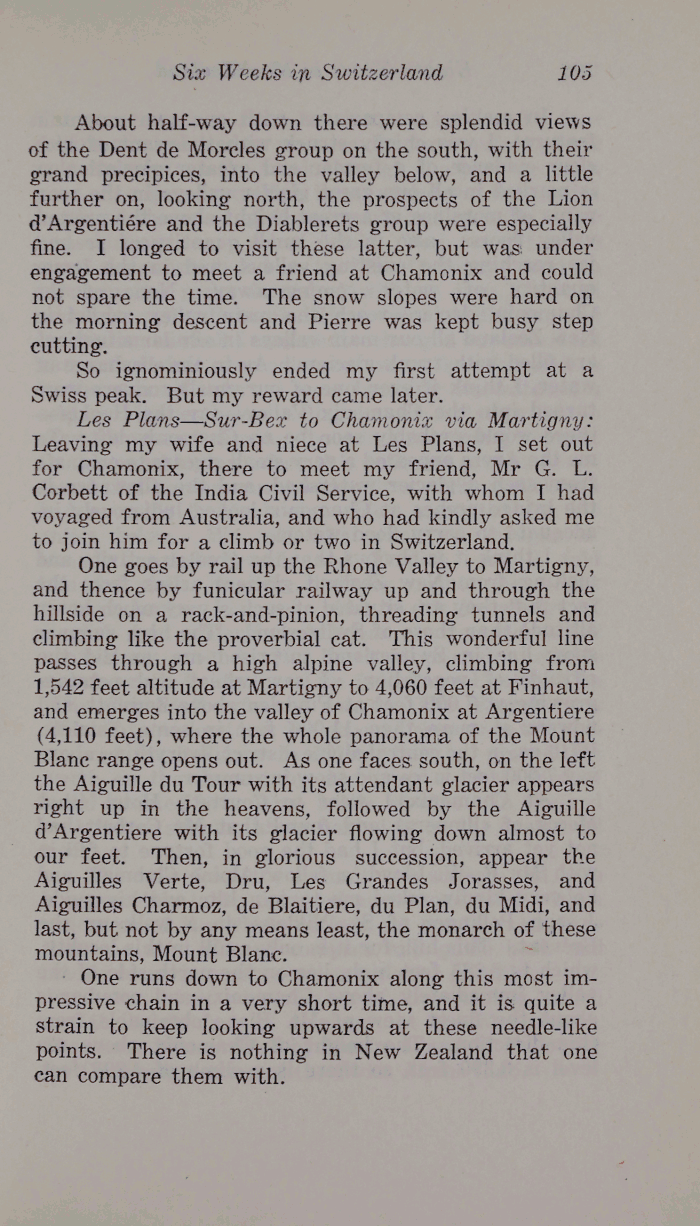 Six Weeks in Switzerland 105
About half-way down there were splendid views
of the Dent de Morcles group on the south, with their
grand precipices, into the valley below, and a little
further on, looking north, the prospects of the Lion
d'Argentiére and the Diablerets group were especially
fine. I longed to visit these latter, but was under
engagement to meet a friend at Chamonix and could
not spare the time. The snow slopes were hard on
the morning descent and Pierre was kept busy step
cutting.
So ignominiously ended my first attempt at a
Swiss peak. But my reward came later.
Les Plans—Sur-Bex to Chamonix via Martigny:
Leaving my wife and niece at Les Plans, I set out
for Chamonix, there to meet my friend, Mr G. L.
Corbett of the India Civil Service, with whom I had
voyaged from Australia, and who had kindly asked me
to join him for a climb or two in Switzerland.
One goes by rail up the Rhone Valley to Martigny,
and thence by funicular railway up and through the
hillside on a rack-and-pinion, threading tunnels and
climbing like the proverbial cat. This wonderful line
passes through a high alpine valley, climbing from
1,542 feet altitude at Martigny to 4,060 feet at Finhaut,
and emerges into the valley of Chamonix at Argentiere
(4,110 feet), where the whole panorama of the Mount
Blanc range opens out. As one faces south, on the left
the Aiguille du Tour with its attendant glacier appears
right up in the heavens, followed by the Aiguille
d'Argentiere with its glacier flowing down almost to
our feet. Then, in glorious succession, appear the
Aiguilles Verte, Dru, Les Grandes Jorasses, and
Aiguilles Charmoz, de Blaitiere, du Plan, du Midi, and
last, but not by any means least, the monarch of these
mountains, Mount Blanc.
One runs down to Chamonix along this most im-
pressive chain in a very short time, and it is quite a
strain to keep looking upwards at these needle-like
points. There is nothing in New Zealand that one
can compare them with.